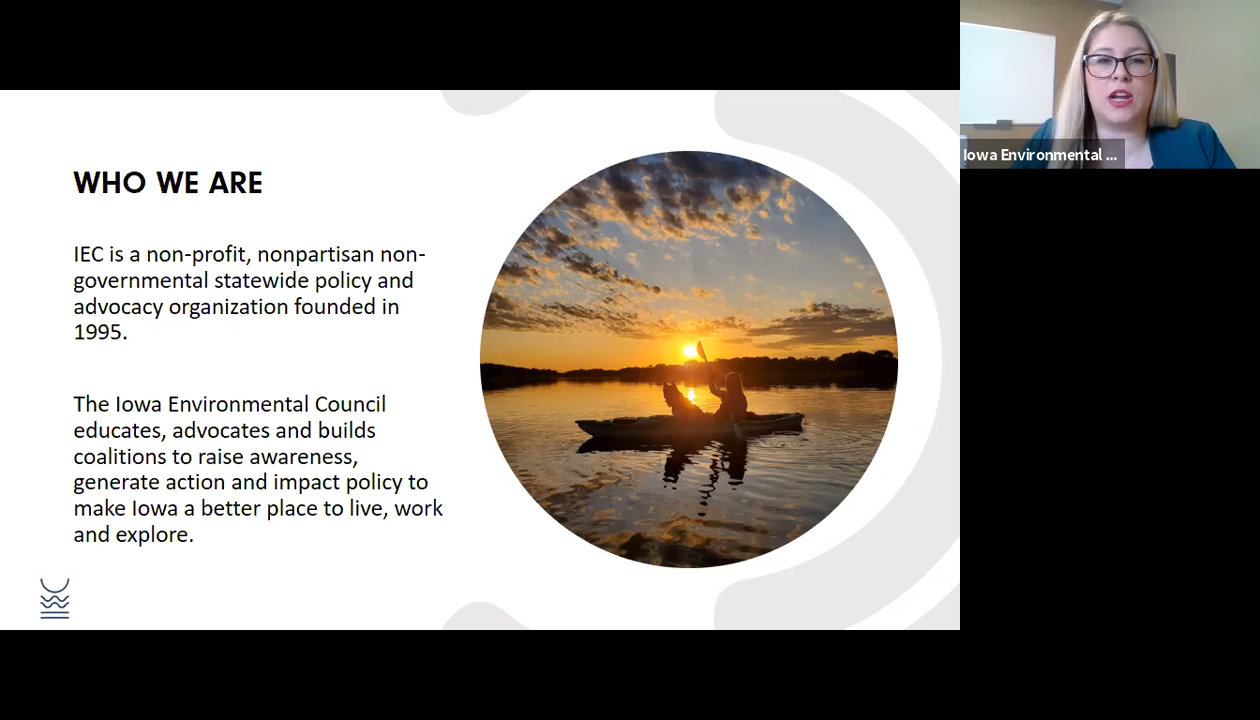 WHO WE ARE
IEC is a non-profit, nonpartisan non-
governmental statewide policy and
advocacy organization founded in
1995.
The Iowa Environmental Council
educates, advocates and builds
coalitions to raise awareness,
generate action and impact policy to
make Iowa a better place to live, work
and explore.
Iowa Environmental ...